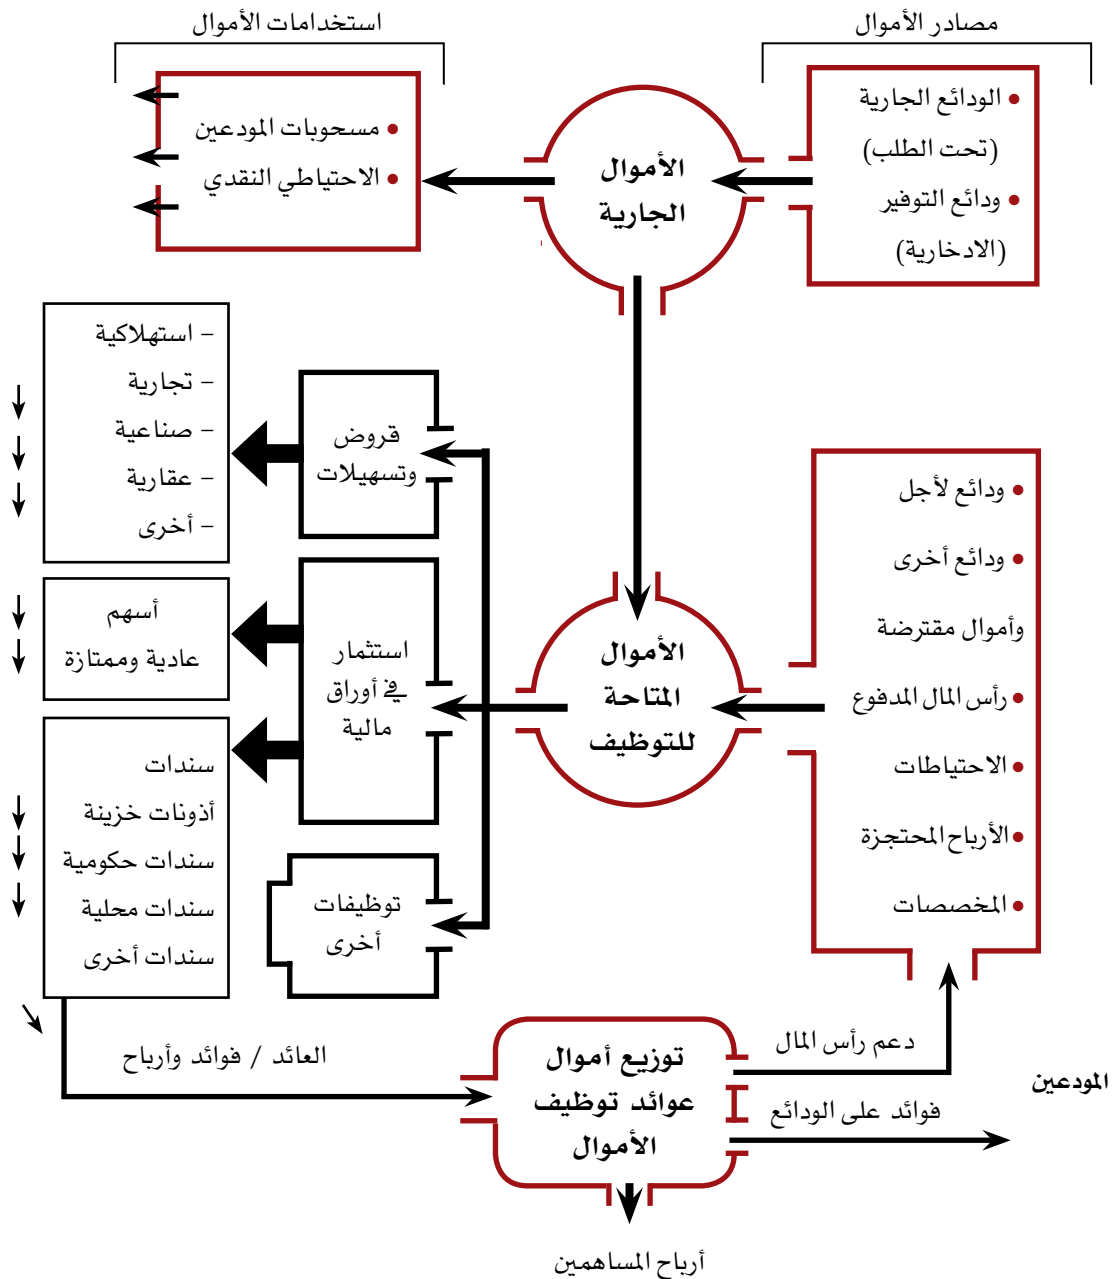 مصادر الأموال
استخدامات الأموال
• الودائع الجارية
(تحت الطلب)
• ودائع التوفير
(الادخارية)
الأموال
الجارية
• مسحوبات المودعين
• الاحتياطي النقدي
• ودائع لأجل
• ودائع أخرى
وأموال مقترضة
• رأس المال المدفوع
• الاحتياطات
• الأرباح المحتجزة
• المخصصات
الأموال
المتاحة
للتوظيف
قروض
وتسهيلات
استثمار
في أوراق
مالية
توظيفات
أخرى
– استهلاكية
– تجارية
– صناعية
– عقارية
– أخرى
أسهم
عادية وممتازة
سندات
أذونات خزينة
سندات حكومية
سندات محلية
سندات أخرى
العائد / فوائد وأرباح
توزيع أموال
عوائد توظيف
الأموال
دعم رأس المال
فوائد على الودائع
المودعين
أرباح المساهمين